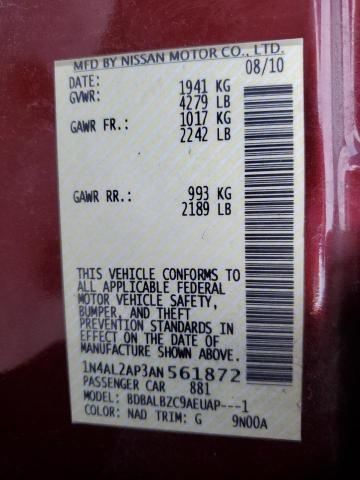 MFD BY NISSAN MOTOR CO., LTD.
DATE: 08/10
GVWR: 1941 KG
4279 LB
GAWR FR.: 1017 KG
2242 LB
GAWR RR.: 993 KG
2189 LB
THIS VEHICLE CONFORMS TO
ALL APPLICABLE FEDERAL
MOTOR VEHICLE SAFETY,
BUMPER, AND THEFT
PREVENTION STANDARDS IN
EFFECT ON THE DATE OF
MANUFACTURE SHOWN ABOVE.
1N4AL2AP3AN561872
PASSENGER CAR 881
MODEL: BDBALBZC9AEUAP---1
COLOR: NAD TRIM: G 9N00A